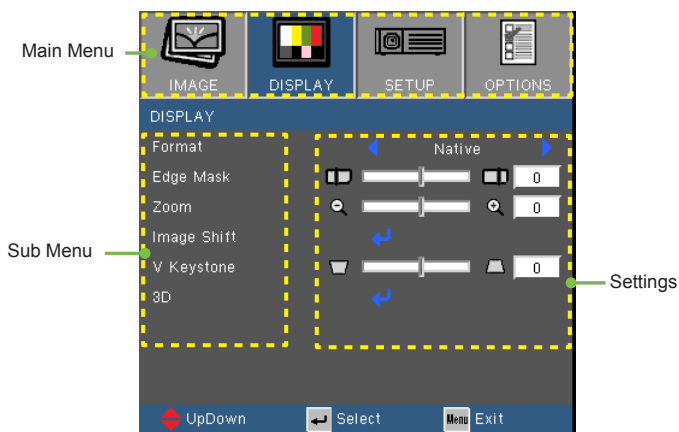 Main Menu
IMAGE DISPLAY SETUP OPTIONS
DISPLAY
Format Native
Edge Mask 0
Zoom 0
Image Shift
Sub Menu
V Keystone 0
Settings
3D
UpDown Select Menu Exit